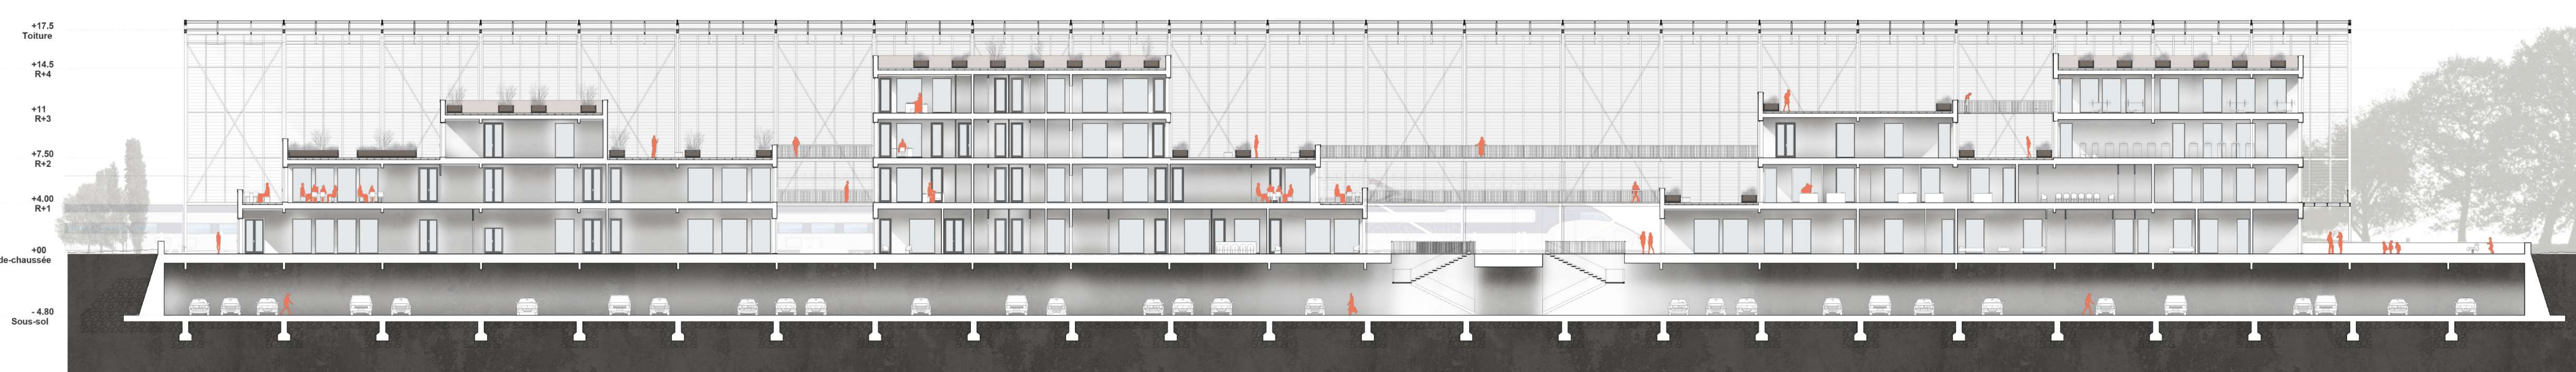 +17.5
Toiture
+14.5
R+4
+11
R+3
+7.50
R+2
+4.00
R+1
+00
de-chaussée
- 4.80
Sous-sol